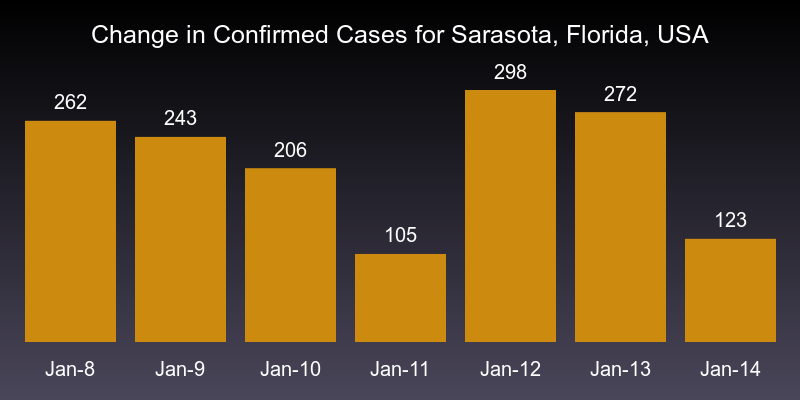 Change in Confirmed Cases for Sarasota, Florida, USA
262
243
206
105
298
272
123
Jan-8
Jan-9
Jan-10
Jan-11
Jan-12
Jan-13
Jan-14